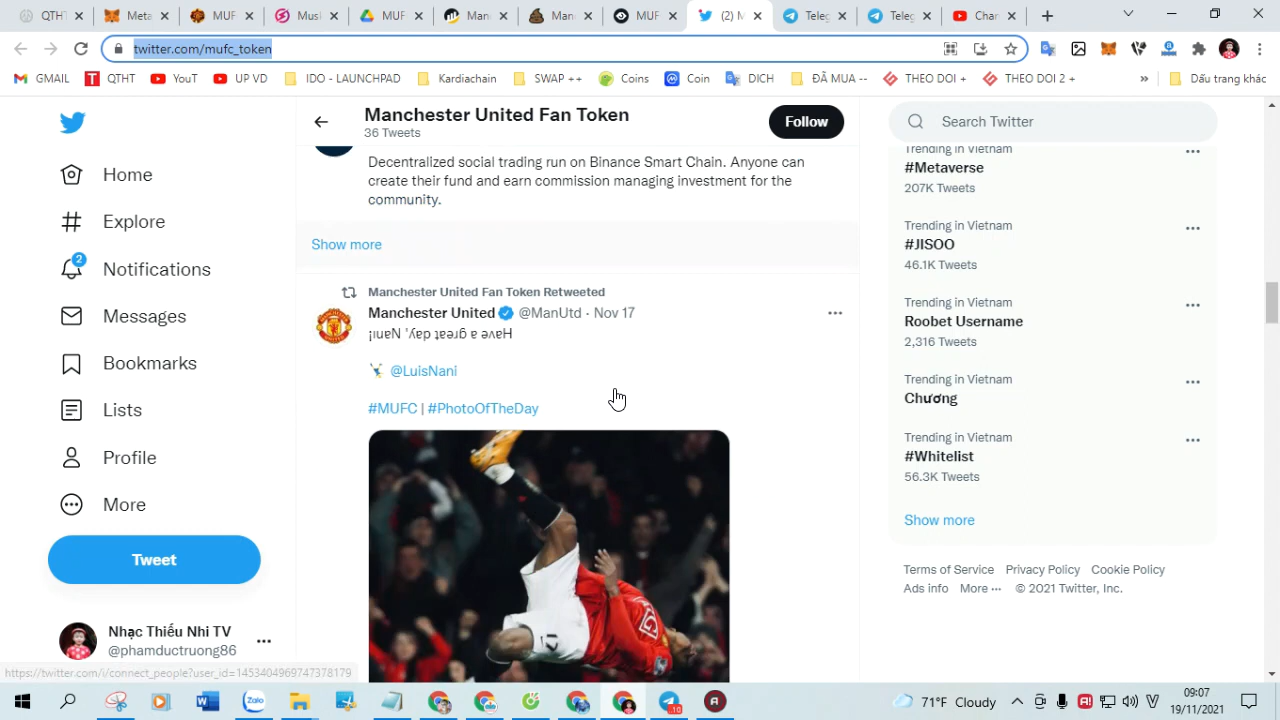 QTHT
Meta
MUF
Musi
MUF
Man
Man
MUF
(2) M
Teleg
Teleg
Char
twitter.com/mufc_token
GMAIL
QTHT
YouT
UP VD
IDO - LAUNCHPAD
Kardiachain
SWAP ++
Coins
Coin
DICH
ĐÃ MUA --
THEO DOI +
THEO DOI 2 +
»
Dấu trang khác
Home
Explore
2
Notifications
Messages
Bookmarks
Lists
Profile
More
Tweet
Nhạc Thiếu Nhi TV
@phamductruong86
https://twitter.com/i/connect_people?user_id=1453404969747378179
Manchester United Fan Token
36 Tweets
Follow
Decentralized social trading run on Binance Smart Chain. Anyone can
create their fund and earn commission managing investment for the
community.
Show more
Manchester United Fan Token Retweeted
Manchester United @ManUtd · Nov 17
¡ıuɐN 'ʎɐp ʇɐǝɹƃ ɐ ǝʌɐH
@LuisNani
#MUFC | #PhotoOfTheDay
17
Search Twitter
Trending in Vietnam
#Metaverse
207K Tweets
Trending in Vietnam
#JISOO
46.1K Tweets
Trending in Vietnam
Roobet Username
2,316 Tweets
Trending in Vietnam
Chương
Trending in Vietnam
#Whitelist
56.3K Tweets
Show more
Terms of Service Privacy Policy Cookie Policy
Ads info More ··· © 2021 Twitter, Inc.
10
71°F Cloudy
09:07
19/11/2021